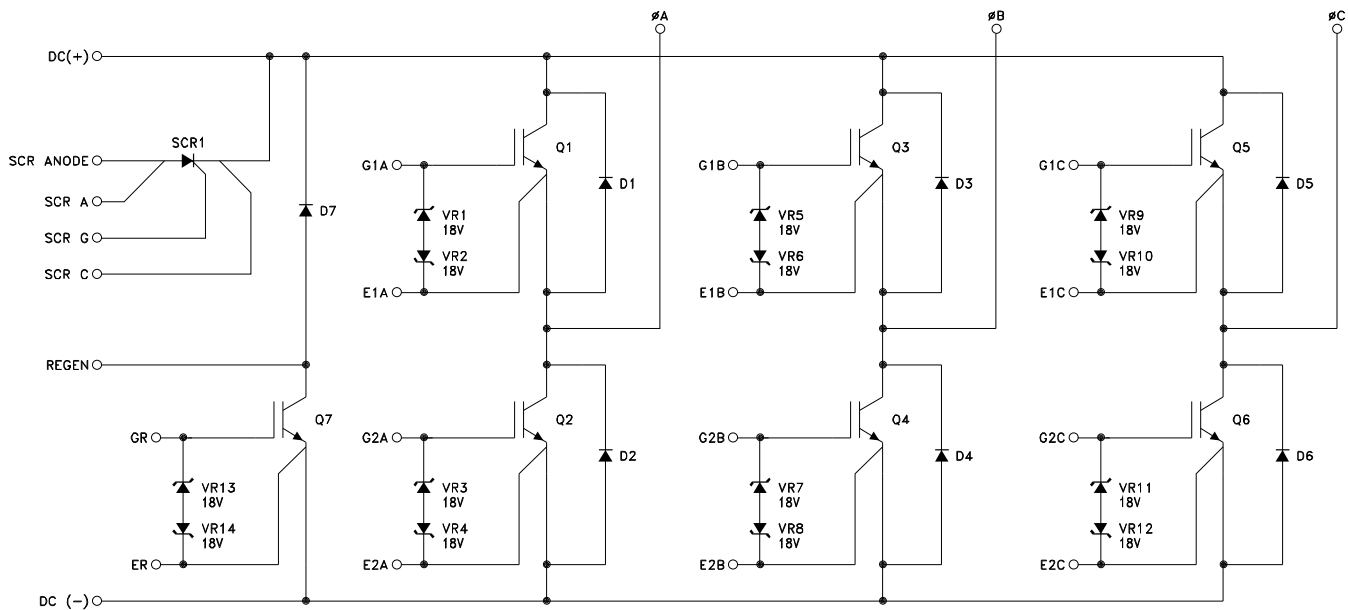 øA
øB
øC
DC(+)
SCR1
SCR ANODE
Q1
Q3
Q5
G1A
G1B
G1C
D1
D3
D5
SCR A
D7
VR1
18V
VR5
18V
VR9
18V
SCR G
VR2
18V
VR6
18V
VR10
18V
SCR C
E1A
E1B
E1C
REGEN
Q7
Q2
Q4
Q6
GR
G2A
G2B
G2C
D2
D4
D6
VR13
18V
VR3
18V
VR7
18V
VR11
18V
VR14
18V
VR4
18V
VR8
18V
VR12
18V
ER
E2A
E2B
E2C
DC (-)